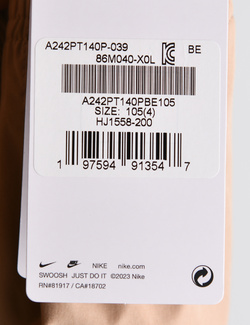 A242PT140P-039 BE
86M040-X0L
A242PT140PBE105
SIZE: 105(4)
HJ1558-200
1 97594 91354 7
NIKE nike.com
SWOOSH JUST DO IT ©2023 Nike
RN#81917 / CA#18702